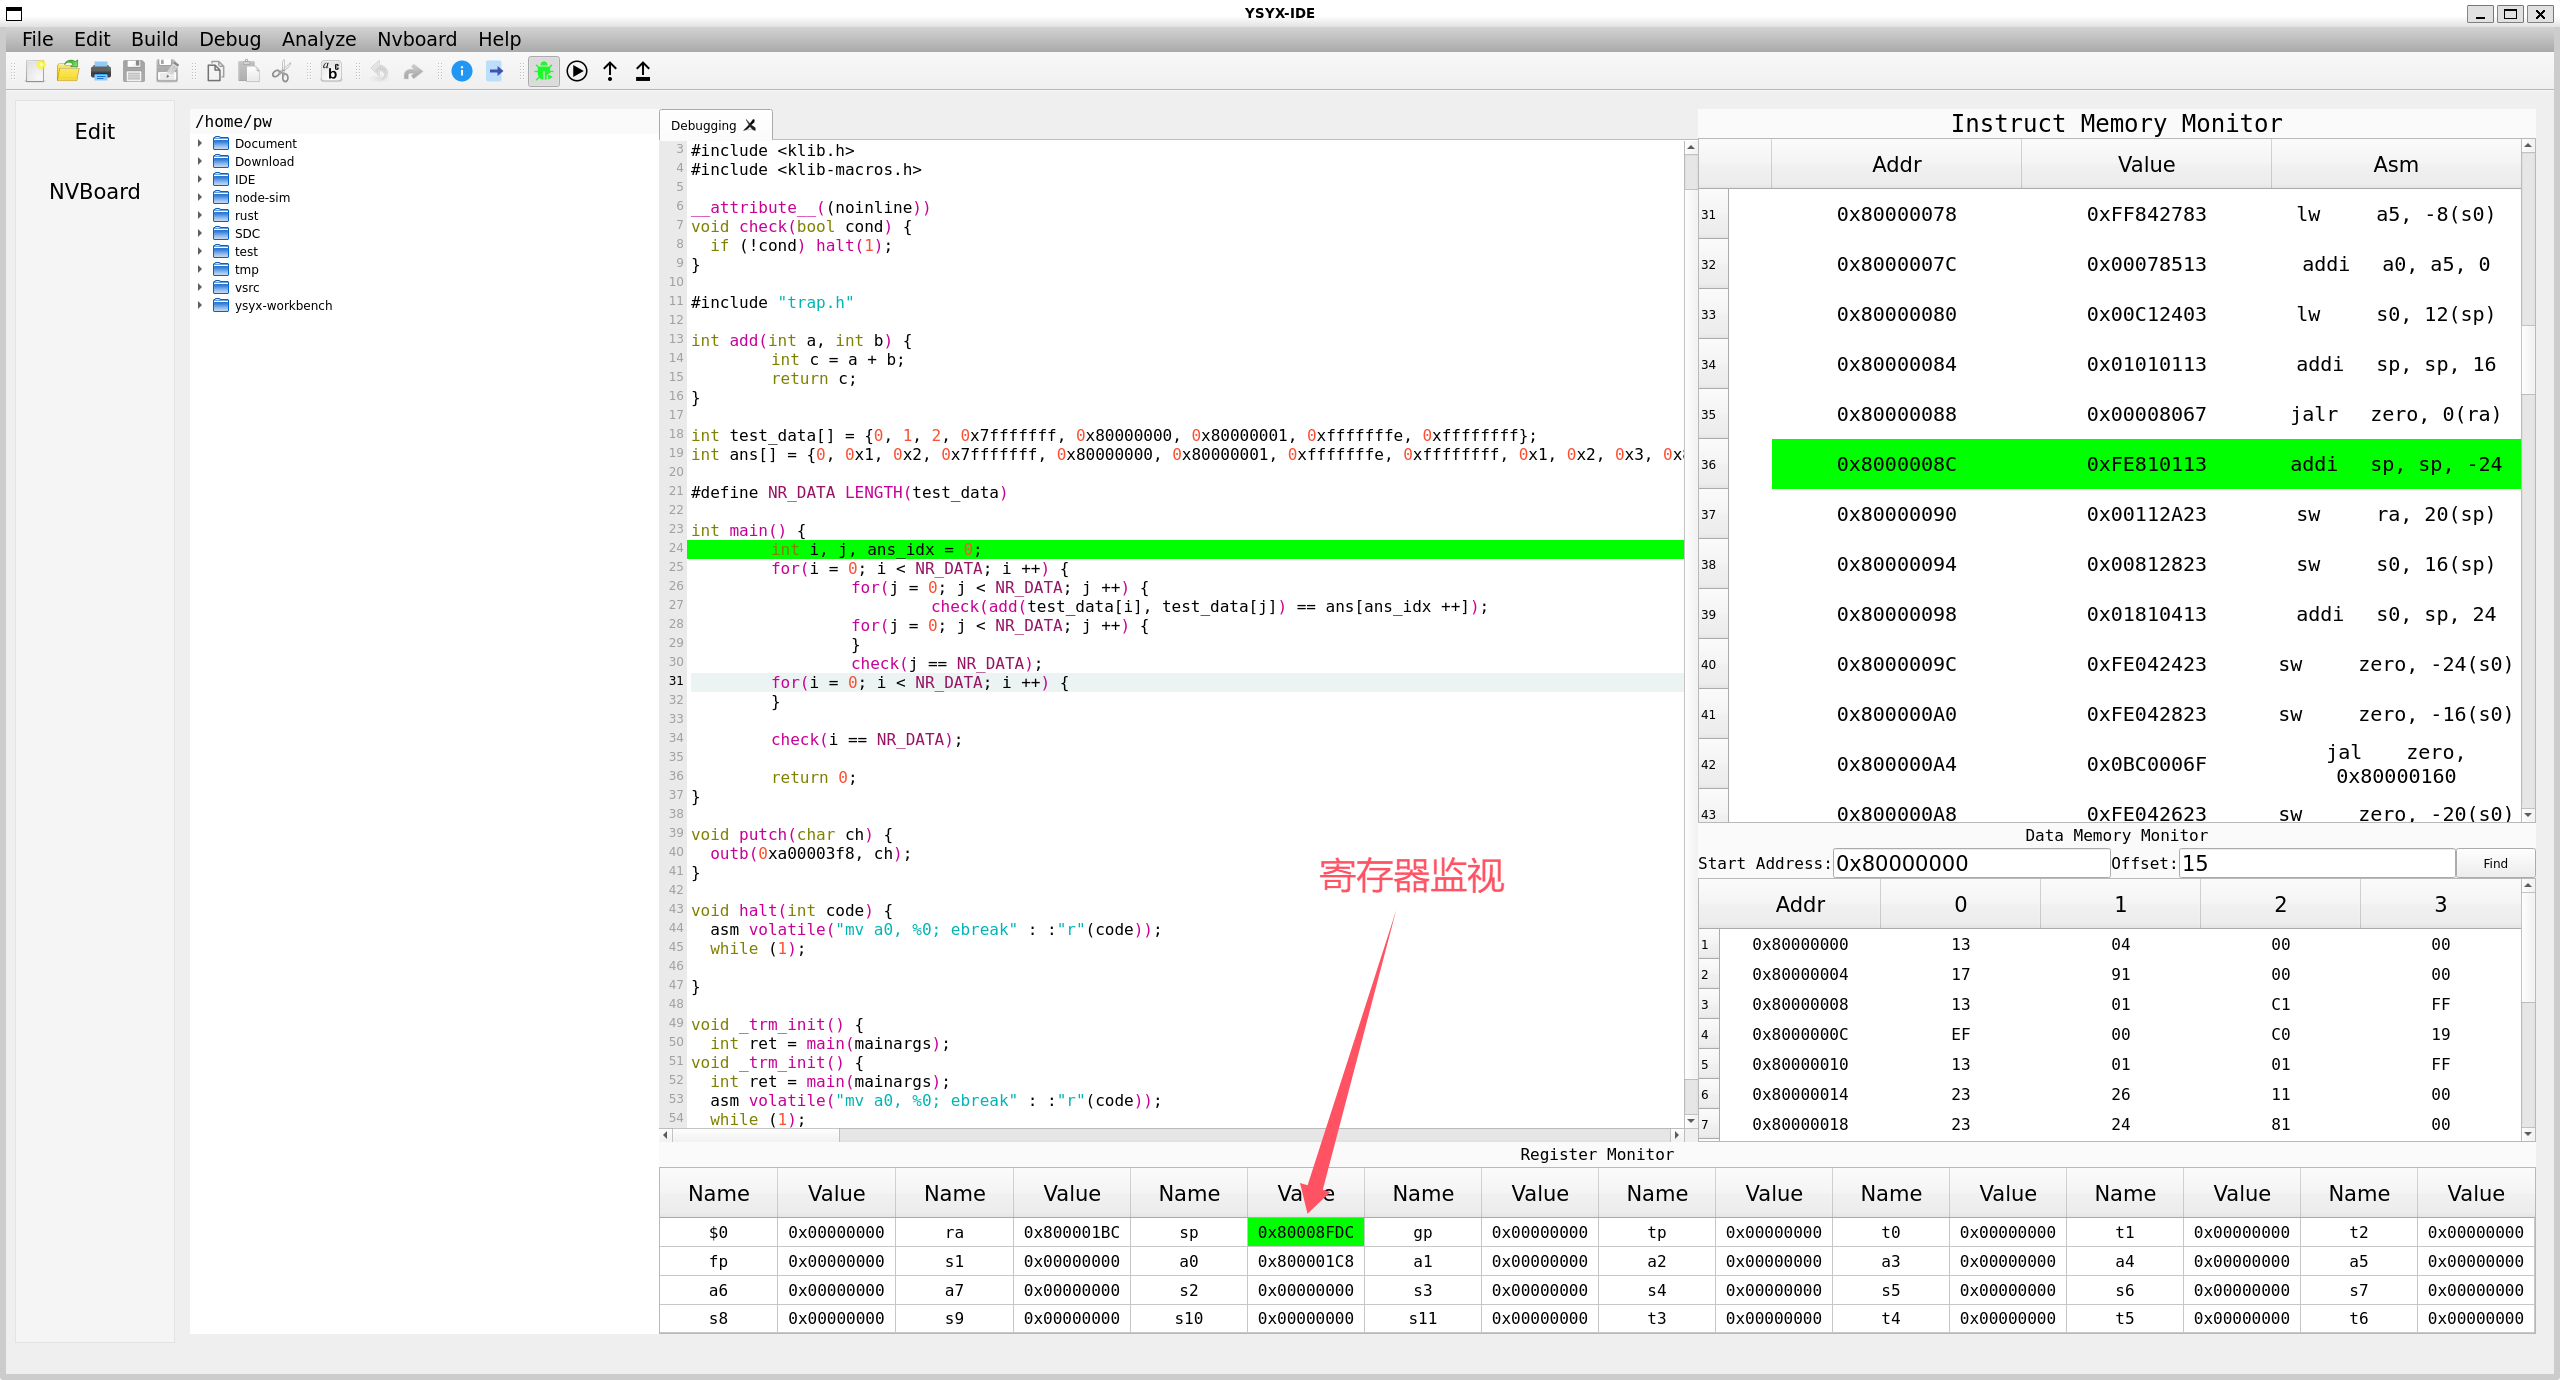 YSYX-IDE
File Edit Build Debug Analyze Nvboard Help
Edit
NVBoard
/home/pw
Document
Download
IDE
node-sim
rust
SDC
test
tmp
vsrc
ysyx-workbench
Debugging
3 #include <klib.h>
4 #include <klib-macros.h>
5
6 __attribute__((noinline))
7 void check(bool cond) {
8 if (!cond) halt(1);
9 }
10
11 #include "trap.h"
12
13 int add(int a, int b) {
14 int c = a + b;
15 return c;
16 }
17
18 int test_data[] = {0, 1, 2, 0x7fffffff, 0x80000000, 0x80000001, 0xfffffffe, 0xffffffff};
19 int ans[] = {0, 0x1, 0x2, 0x7fffffff, 0x80000000, 0x80000001, 0xfffffffe, 0xffffffff, 0x1, 0x2, 0x3, 0x
20
21 #define NR_DATA LENGTH(test_data)
22
23 int main() {
24 int i, j, ans_idx = 0;
25 for(i = 0; i < NR_DATA; i ++) {
26 for(j = 0; j < NR_DATA; j ++) {
27 check(add(test_data[i], test_data[j]) == ans[ans_idx ++]);
28 for(j = 0; j < NR_DATA; j ++) {
29 }
30 check(j == NR_DATA);
31 for(i = 0; i < NR_DATA; i ++) {
32 }
33
34 check(i == NR_DATA);
35
36 return 0;
37 }
38
39 void putch(char ch) {
40 outb(0xa00003f8, ch);
41 }
42
43 void halt(int code) {
44 asm volatile("mv a0, %0; ebreak" : :"r"(code));
45 while (1);
46
47 }
48
49 void _trm_init() {
50 int ret = main(mainargs);
51 void _trm_init() {
52 int ret = main(mainargs);
53 asm volatile("mv a0, %0; ebreak" : :"r"(code));
54 while (1);
寄存器监视
Instruct Memory Monitor
Addr Value Asm
31 0x80000078 0xFF842783 lw a5, -8(s0)
32 0x8000007C 0x00078513 addi a0, a5, 0
33 0x80000080 0x00C12403 lw s0, 12(sp)
34 0x80000084 0x01010113 addi sp, sp, 16
35 0x80000088 0x00008067 jalr zero, 0(ra)
36 0x8000008C 0xFE810113 addi sp, sp, -24
37 0x80000090 0x00112A23 sw ra, 20(sp)
38 0x80000094 0x00812823 sw s0, 16(sp)
39 0x80000098 0x01810413 addi s0, sp, 24
40 0x8000009C 0xFE042423 sw zero, -24(s0)
41 0x800000A0 0xFE042823 sw zero, -16(s0)
42 0x800000A4 0x0BC0006F jal zero,
0x80000160
43 0x800000A8 0xFE042623 sw zero, -20(s0)
Data Memory Monitor
Start Address: 0x80000000 Offset: 15 Find
Addr 0 1 2 3
1 0x80000000 13 04 00 00
2 0x80000004 17 91 00 00
3 0x80000008 13 01 C1 FF
4 0x8000000C EF 00 C0 19
5 0x80000010 13 01 01 FF
6 0x80000014 23 26 11 00
7 0x80000018 23 24 81 00
Register Monitor
Name Value Name Value Name Name Value Name Value Name Value Name Value Name Value
$0 0x00000000 ra 0x800001BC sp 0x80008FDC gp 0x00000000 tp 0x00000000 t0 0x00000000 t1 0x00000000 t2 0x00000000
fp 0x00000000 s1 0x00000000 a0 0x800001C8 a1 0x00000000 a2 0x00000000 a3 0x00000000 a4 0x00000000 a5 0x00000000
a6 0x00000000 a7 0x00000000 s2 0x00000000 s3 0x00000000 s4 0x00000000 s5 0x00000000 s6 0x00000000 s7 0x00000000
s8 0x00000000 s9 0x00000000 s10 0x00000000 s11 0x00000000 t3 0x00000000 t4 0x00000000 t5 0x00000000 t6 0x00000000